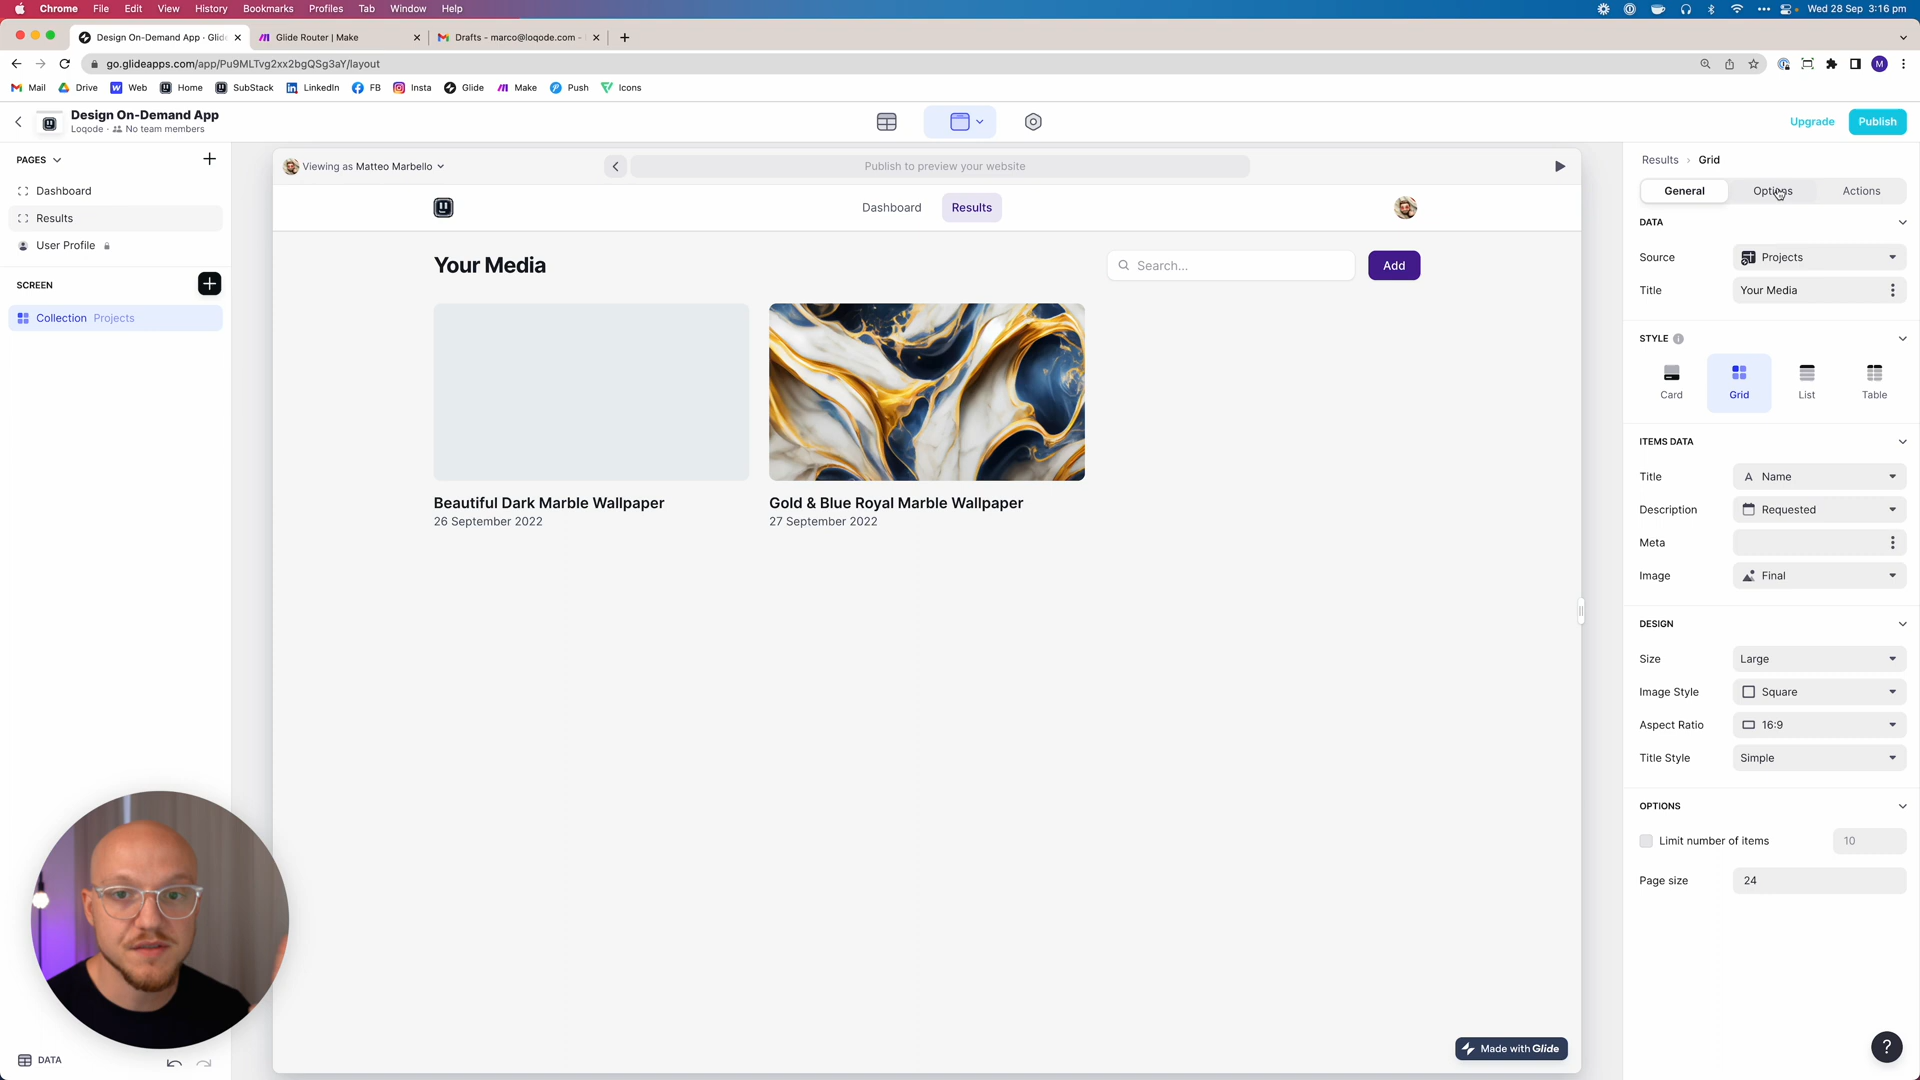 Chrome File Edit View History Bookmarks Profiles Tab Window Help
Wed 28 Sep 3:16 pm
Design On-Demand App · Glid
Glide Router | Make
Drafts - marco@loqode.com -
go.glideapps.com/app/Pu9MLTvg2xx2bgQSg3aY/layout
M
Mail Drive Web Home SubStack LinkedIn FB Insta Glide Make Push Icons
Design On-Demand App
Loqode · No team members
Upgrade
Publish
PAGES
Dashboard
Results
User Profile
SCREEN
Collection Projects
DATA
Viewing as Matteo Marbello
Publish to preview your website
Dashboard
Results
Your Media
Search...
Add
Beautiful Dark Marble Wallpaper
26 September 2022
Gold & Blue Royal Marble Wallpaper
27 September 2022
Made with Glide
Results › Grid
General Options Actions
DATA
Source Projects
Title Your Media
STYLE
Card Grid List Table
ITEMS DATA
Title Name
Description Requested
Meta
Image Final
DESIGN
Size Large
Image Style Square
Aspect Ratio 16:9
Title Style Simple
OPTIONS
Limit number of items 10
Page size 24
?